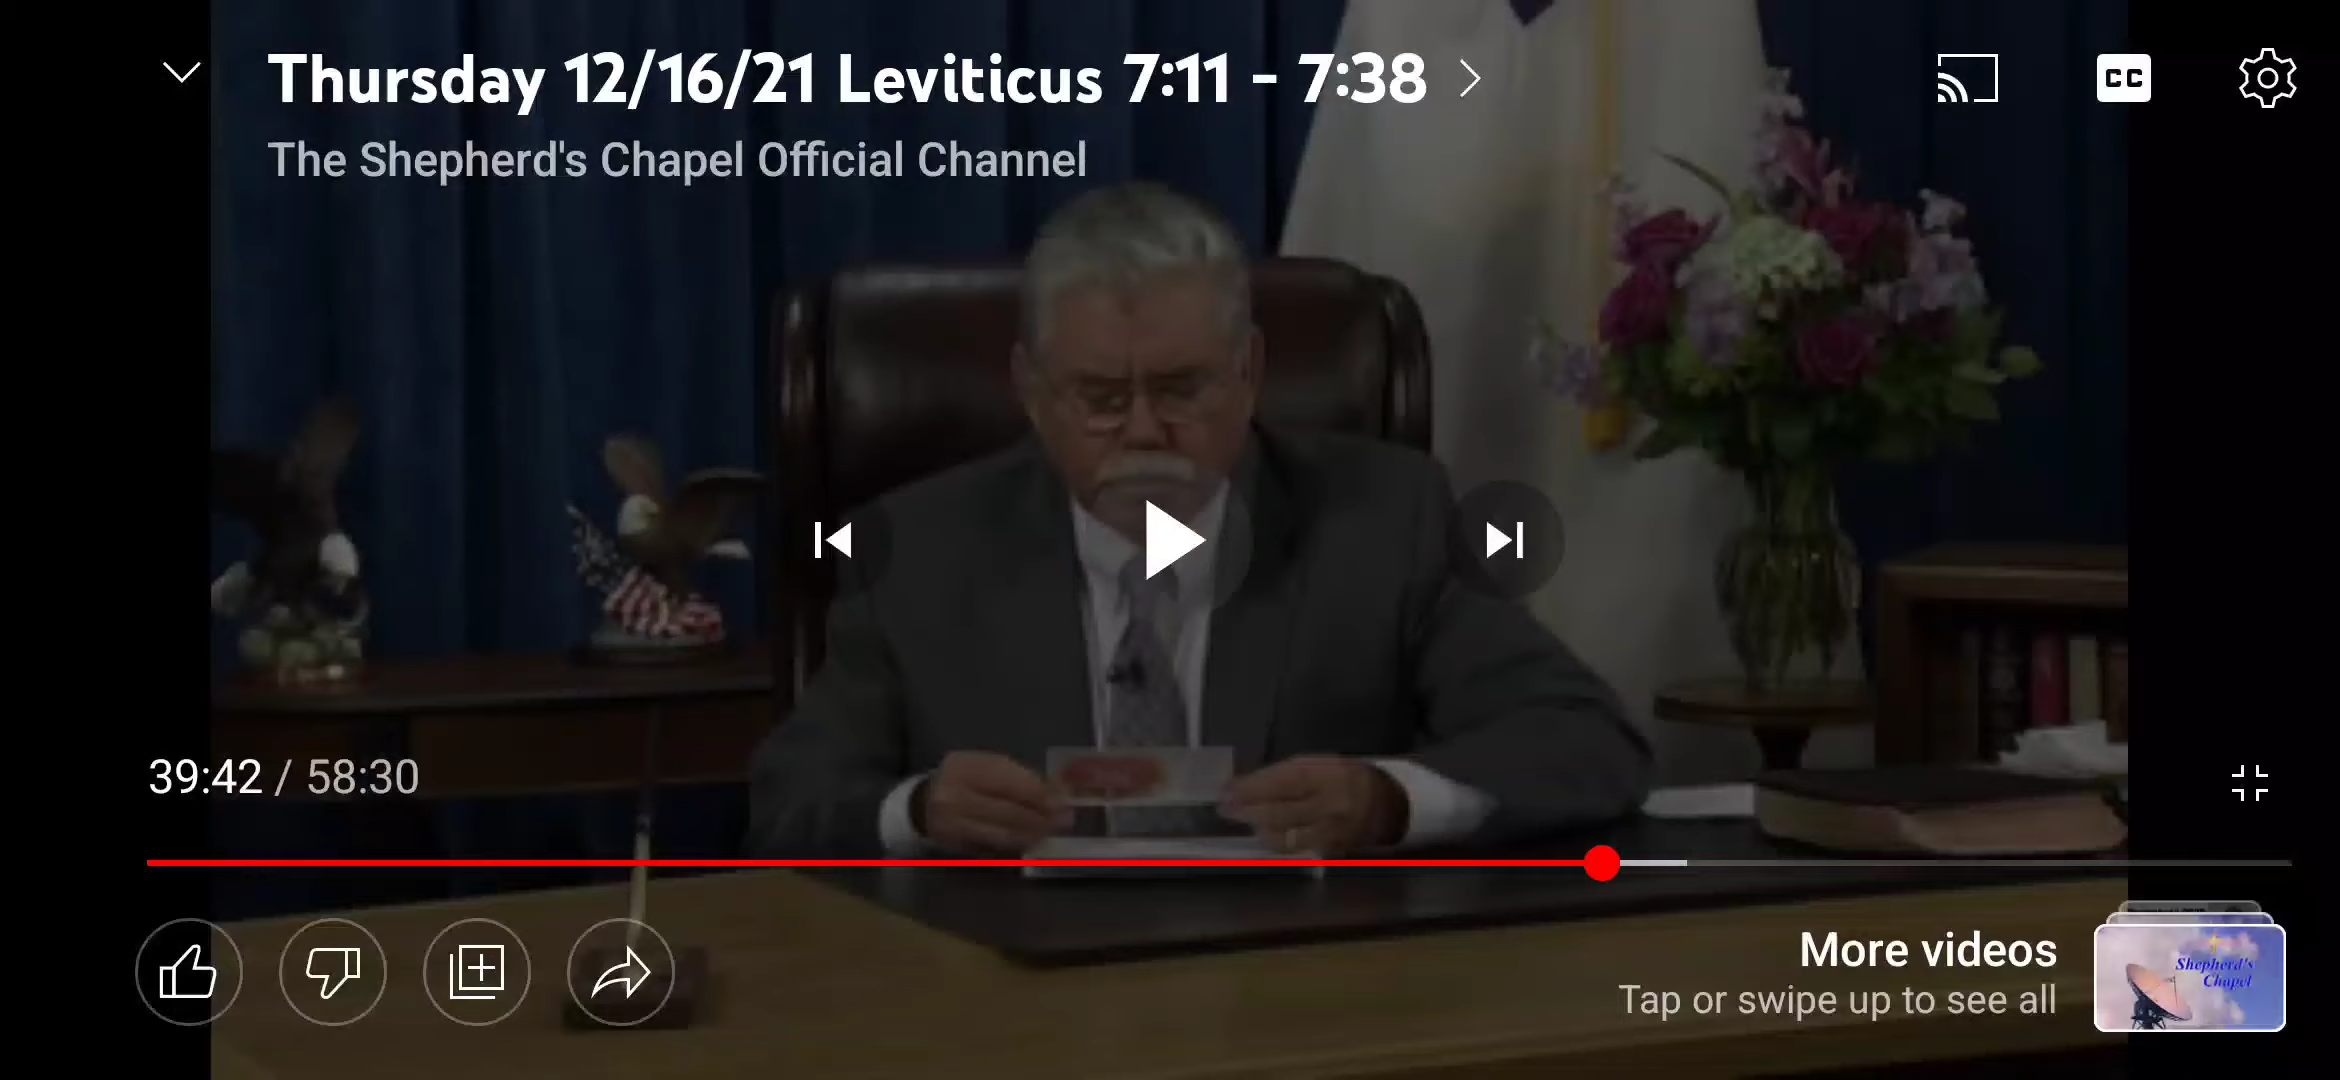 Thursday 12/16/21 Leviticus 7:11 - 7:38
The Shepherd's Chapel Official Channel
CC
39:42 / 58:30
More videos
Tap or swipe up to see all
Shepherd's
Chapel